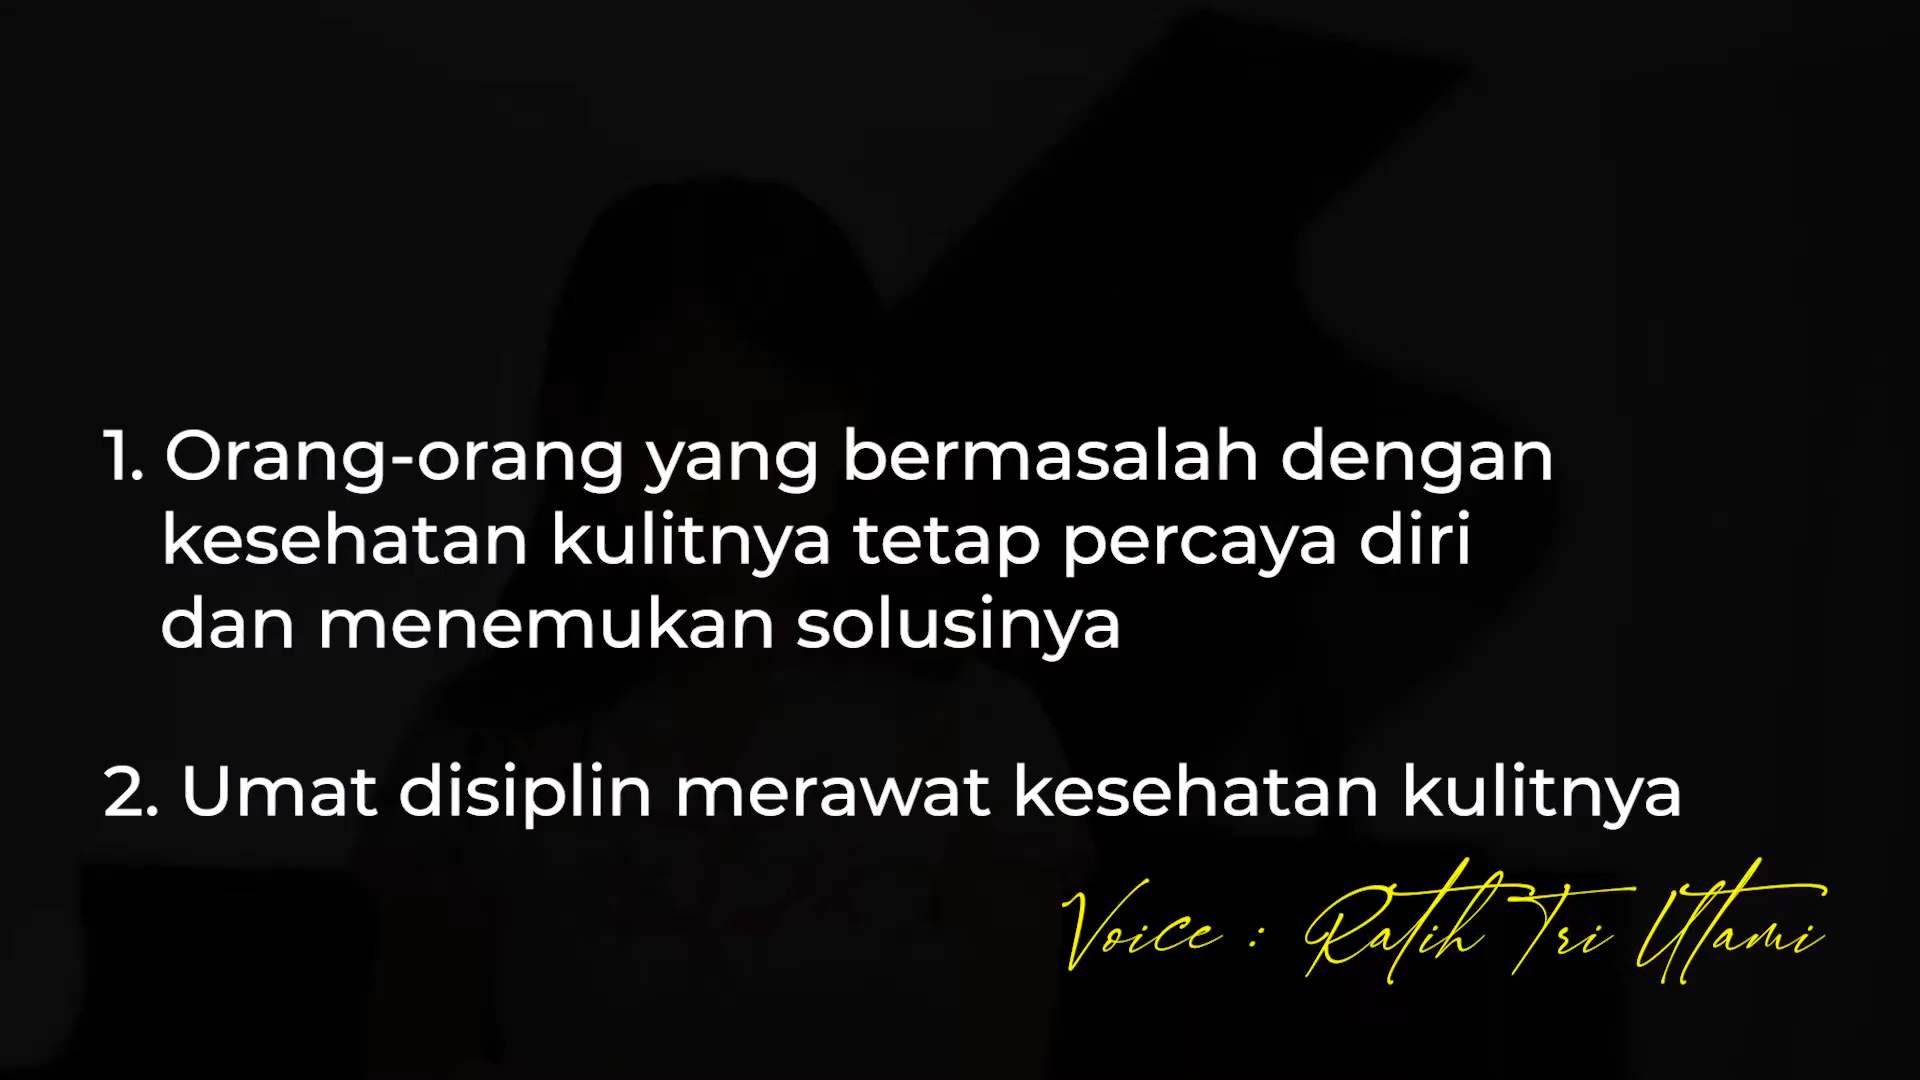 1. Orang-orang yang bermasalah dengan
kesehatan kulitnya tetap percaya diri
dan menemukan solusinya
2. Umat disiplin merawat kesehatan kulitnya
Voice : Ratih Tri Utami